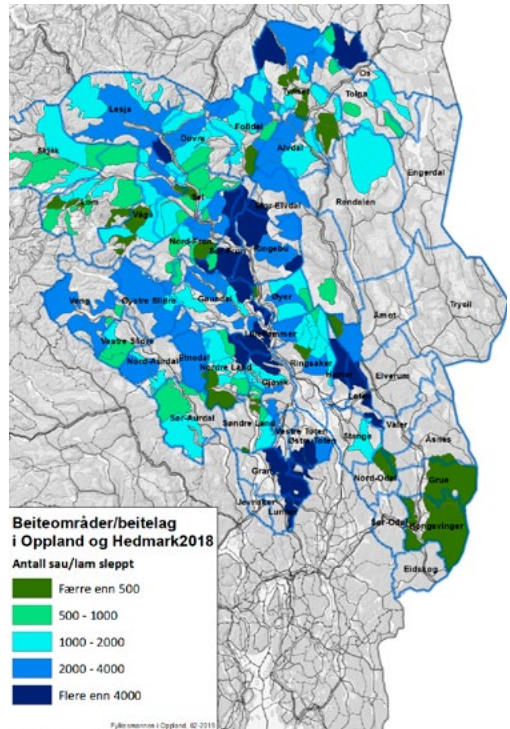 Os
Tynset
Tolga
Lesja
Folldal
Dovre
Alvdal
Engerdal
Skjåk
Rendalen
Lom
Sel
Vågå
Stor-Elvdal
Nord-Fron
Sør-Fron
Ringebu
Trysil
Vang
Øystre Slidre
Gausdal
Øyer
Åmot
Vestre Slidre
Lillehammer
Nord-Aurdal
Etnedal
Ringsaker
Nordre Land
Hamar
Elverum
Gjøvik
Løten
Sør-Aurdal
Søndre Land
Vestre Toten
Stange
Våler
Åsnes
Østre Toten
Gran
Nord-Odal
Grue
Jevnaker
Sør-Odal
Kongsvinger
Lunner
Eidskog
Beiteområder/beitelag
i Oppland og Hedmark2018
Antall sau/lam sleppt
Færre enn 500
500 - 1000
1000 - 2000
2000 - 4000
Flere enn 4000
Fylkesmannen i Oppland, 02-2019